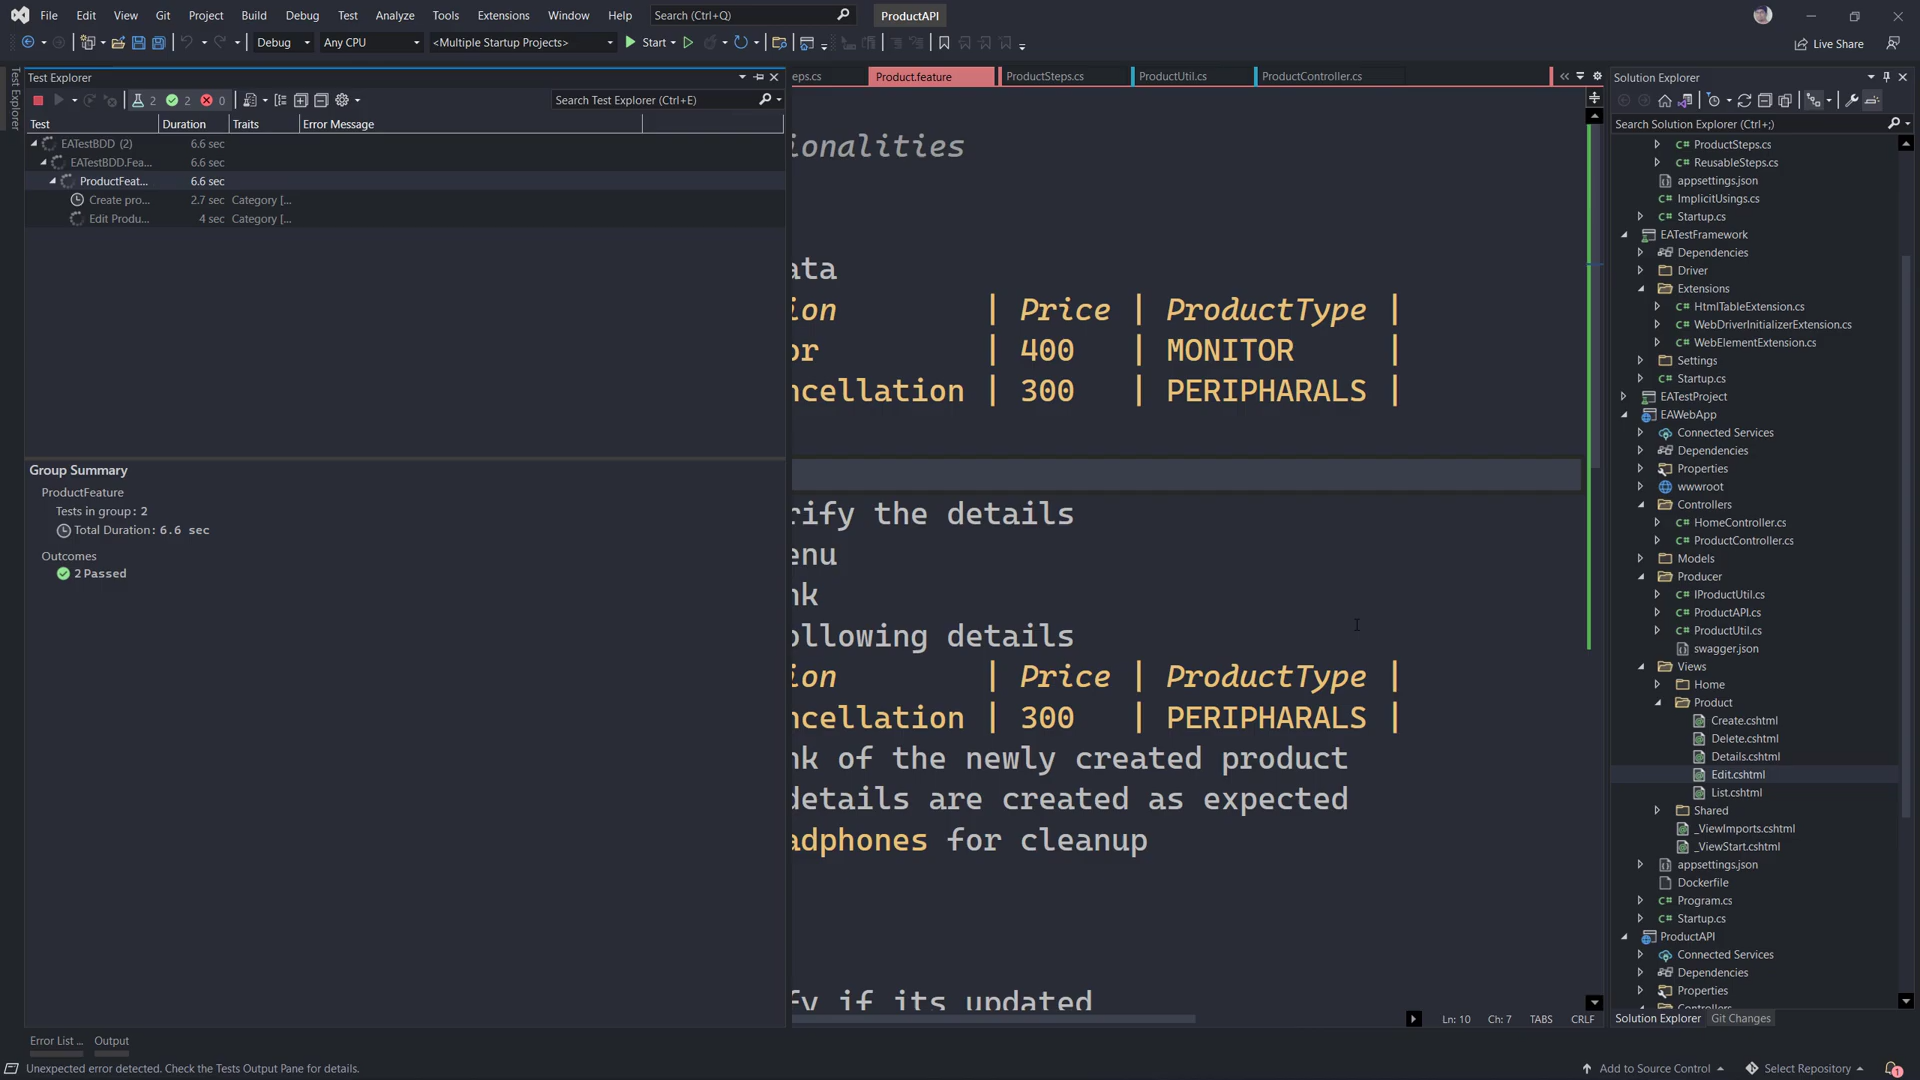 File Edit View Git Project Build Debug Test Analyze Tools Extensions Window Help Search (Ctrl+Q) ProductAPI
Debug Any CPU <Multiple Startup Projects> Start Live Share
Test Explorer
Test Explorer
2 2 0 Search Test Explorer (Ctrl+E)
Test Duration Traits Error Message
EATestBDD (2) 6.6 sec
EATestBDD.Fea... 6.6 sec
ProductFeat... 6.6 sec
Create pro... 2.7 sec Category [...
Edit Produ... 4 sec Category [...
Group Summary
ProductFeature
Tests in group: 2
Total Duration: 6.6 sec
Outcomes
2 Passed
eps.cs Product.feature ProductSteps.cs ProductUtil.cs ProductController.cs
ionalities
ata
ion | Price | ProductType |
or | 400 | MONITOR |
ncellation | 300 | PERIPHARALS |
rify the details
enu
nk
ollowing details
ion | Price | ProductType |
ncellation | 300 | PERIPHARALS |
nk of the newly created product
details are created as expected
adphones for cleanup
fy if its updated
Ln: 10 Ch: 7 TABS CRLF
Solution Explorer
Search Solution Explorer (Ctrl+;)
C# ProductSteps.cs
C# ReusableSteps.cs
appsettings.json
C# ImplicitUsings.cs
C# Startup.cs
EATestFramework
Dependencies
Driver
Extensions
C# HtmlTableExtension.cs
C# WebDriverInitializerExtension.cs
C# WebElementExtension.cs
Settings
C# Startup.cs
EATestProject
EAWebApp
Connected Services
Dependencies
Properties
wwwroot
Controllers
C# HomeController.cs
C# ProductController.cs
Models
Producer
C# IProductUtil.cs
C# ProductAPI.cs
C# ProductUtil.cs
swagger.json
Views
Home
Product
Create.cshtml
Delete.cshtml
Details.cshtml
Edit.cshtml
List.cshtml
Shared
_ViewImports.cshtml
_ViewStart.cshtml
appsettings.json
Dockerfile
C# Program.cs
C# Startup.cs
ProductAPI
Connected Services
Dependencies
Properties
Controllers
Solution Explorer Git Changes
Error List ... Output
Unexpected error detected. Check the Tests Output Pane for details. Add to Source Control Select Repository 1